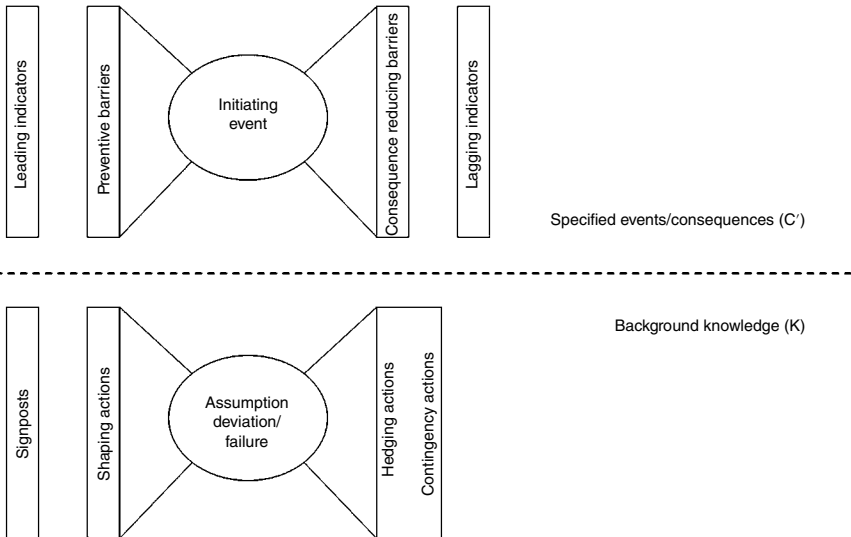 Leading indicators
Preventive barriers
Initiating
event
Consequence reducing barriers
Lagging indicators
Specified events/consequences (C′)
Background knowledge (K)
Signposts
Shaping actions
Assumption
deviation/
failure
Hedging actions
Contingency actions